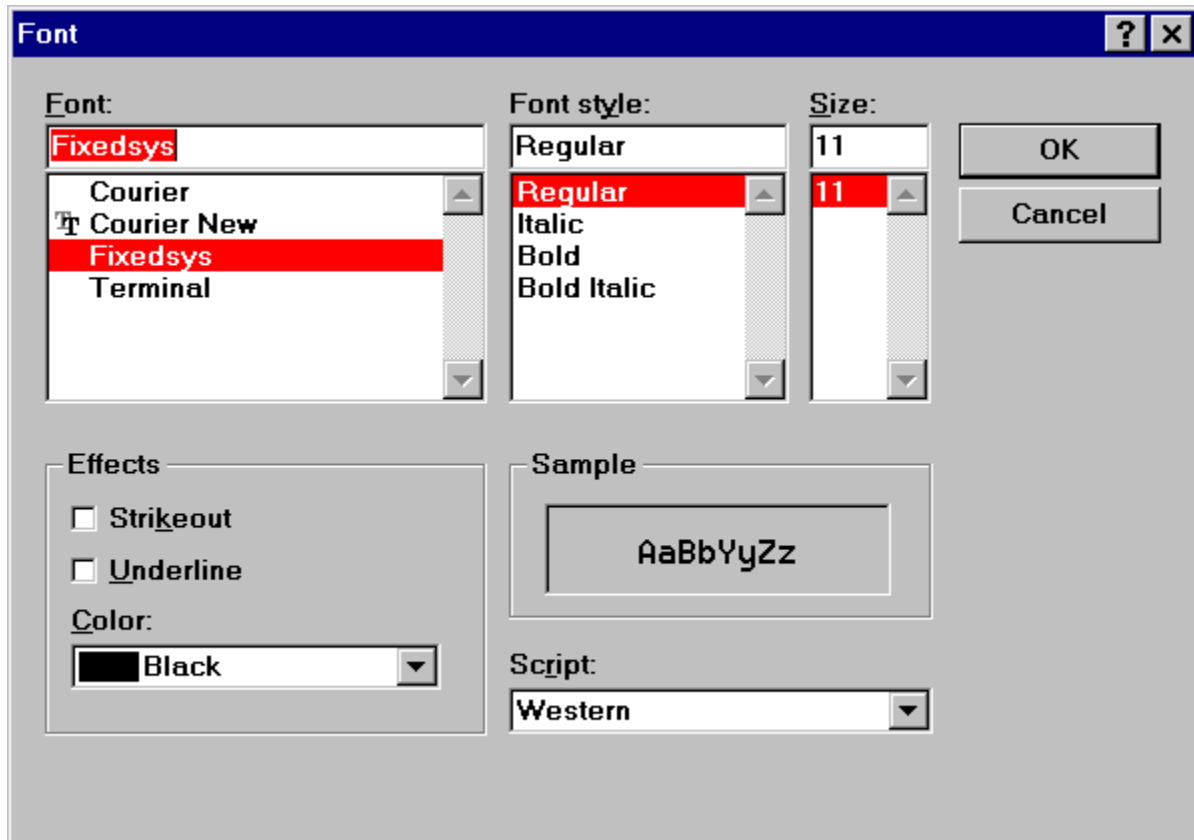 Font
Font:
Fixedsys
Courier
Courier New
Fixedsys
Terminal
Font style:
Regular
Regular
Italic
Bold
Bold Italic
Size:
11
11
OK
Cancel
Effects
Strikeout
Underline
Color:
Black
Sample
AaBbYyZz
Script:
Western